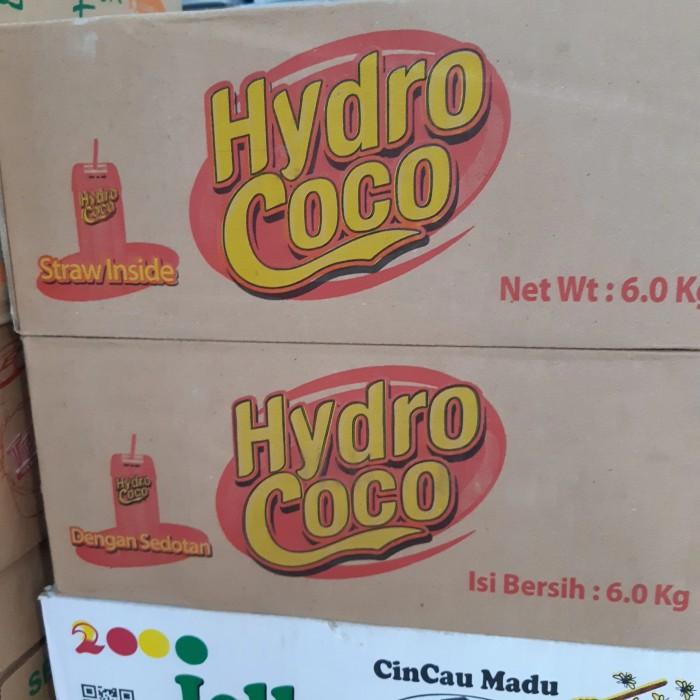 Hydro
Coco
Hydro
Coco
Straw Inside
Net Wt : 6.0 Kg
Hydro
Coco
Hydro
Coco
Dengan Sedotan
Isi Bersih : 6.0 Kg
2000
CinCau Madu